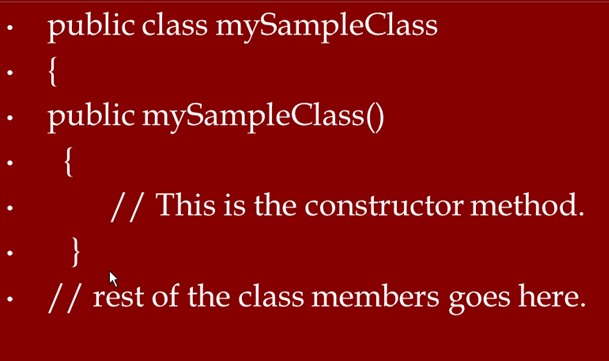 • public class mySampleClass
• {
• public mySampleClass()
• {
• // This is the constructor method.
• }
• // rest of the class members goes here.